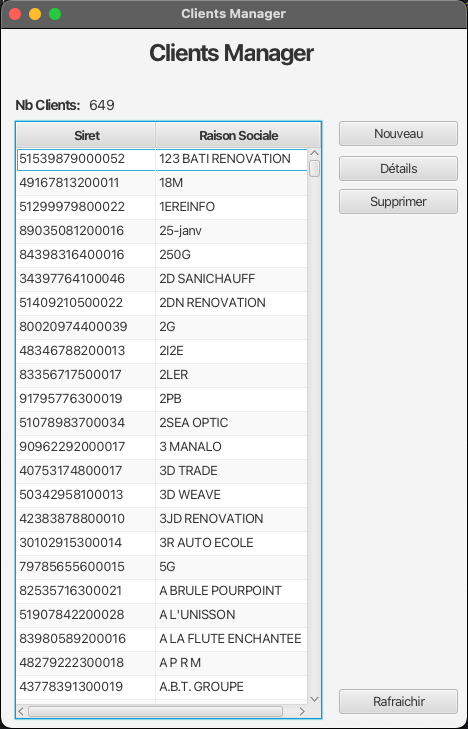 Clients Manager
Clients Manager
Nb Clients: 649
Siret Raison Sociale
51539879000052 123 BATI RENOVATION
49167813200011 18M
51299979800022 1EREINFO
89035081200016 25-janv
84398316400016 250G
34397764100046 2D SANICHAUFF
51409210500022 2DN RENOVATION
80020974400039 2G
48346788200013 2I2E
83356717500017 2LER
91795776300019 2PB
51078983700034 2SEA OPTIC
90962292000017 3 MANALO
40753174800017 3D TRADE
50342958100013 3D WEAVE
42383878800010 3JD RENOVATION
30102915300014 3R AUTO ECOLE
79785655600015 5G
82535716300021 A BRULE POURPOINT
51907842200028 A L'UNISSON
83980589200016 A LA FLUTE ENCHANTEE
48279222300018 A P R M
43778391300019 A.B.T. GROUPE
Nouveau
Détails
Supprimer
Rafraichir